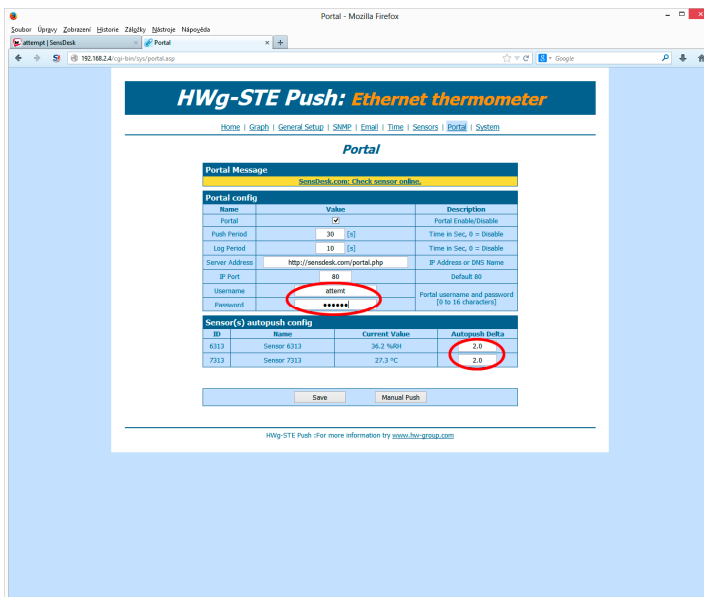 Portal - Mozilla Firefox
Soubor Úpravy Zobrazení Historie Záložky Nástroje Nápověda
attempt | SensDesk × Portal × +
192.168.2.4/cgi-bin/sys/portal.asp Google
HWg-STE Push: Ethernet thermometer
Home | Graph | General Setup | SNMP | Email | Time | Sensors | Portal | System
Portal
Portal Message
SensDesk.com: Check sensor online.
Portal config
Name Value Description
Portal Portal Enable/Disable
Push Period 30 [s] Time in Sec, 0 = Disable
Log Period 10 [s] Time in Sec, 0 = Disable
Server Address http://sensdesk.com/portal.php IP Address or DNS Name
IP Port 80 Default 80
Username attemt Portal username and password
[0 to 16 characters]
Password ●●●●●●
Sensor(s) autopush config
ID Name Current Value Autopush Delta
6313 Sensor 6313 36.2 %RH 2.0
7313 Sensor 7313 27.3 ºC 2.0
Save Manual Push
HWg-STE Push :For more information try www.hw-group.com